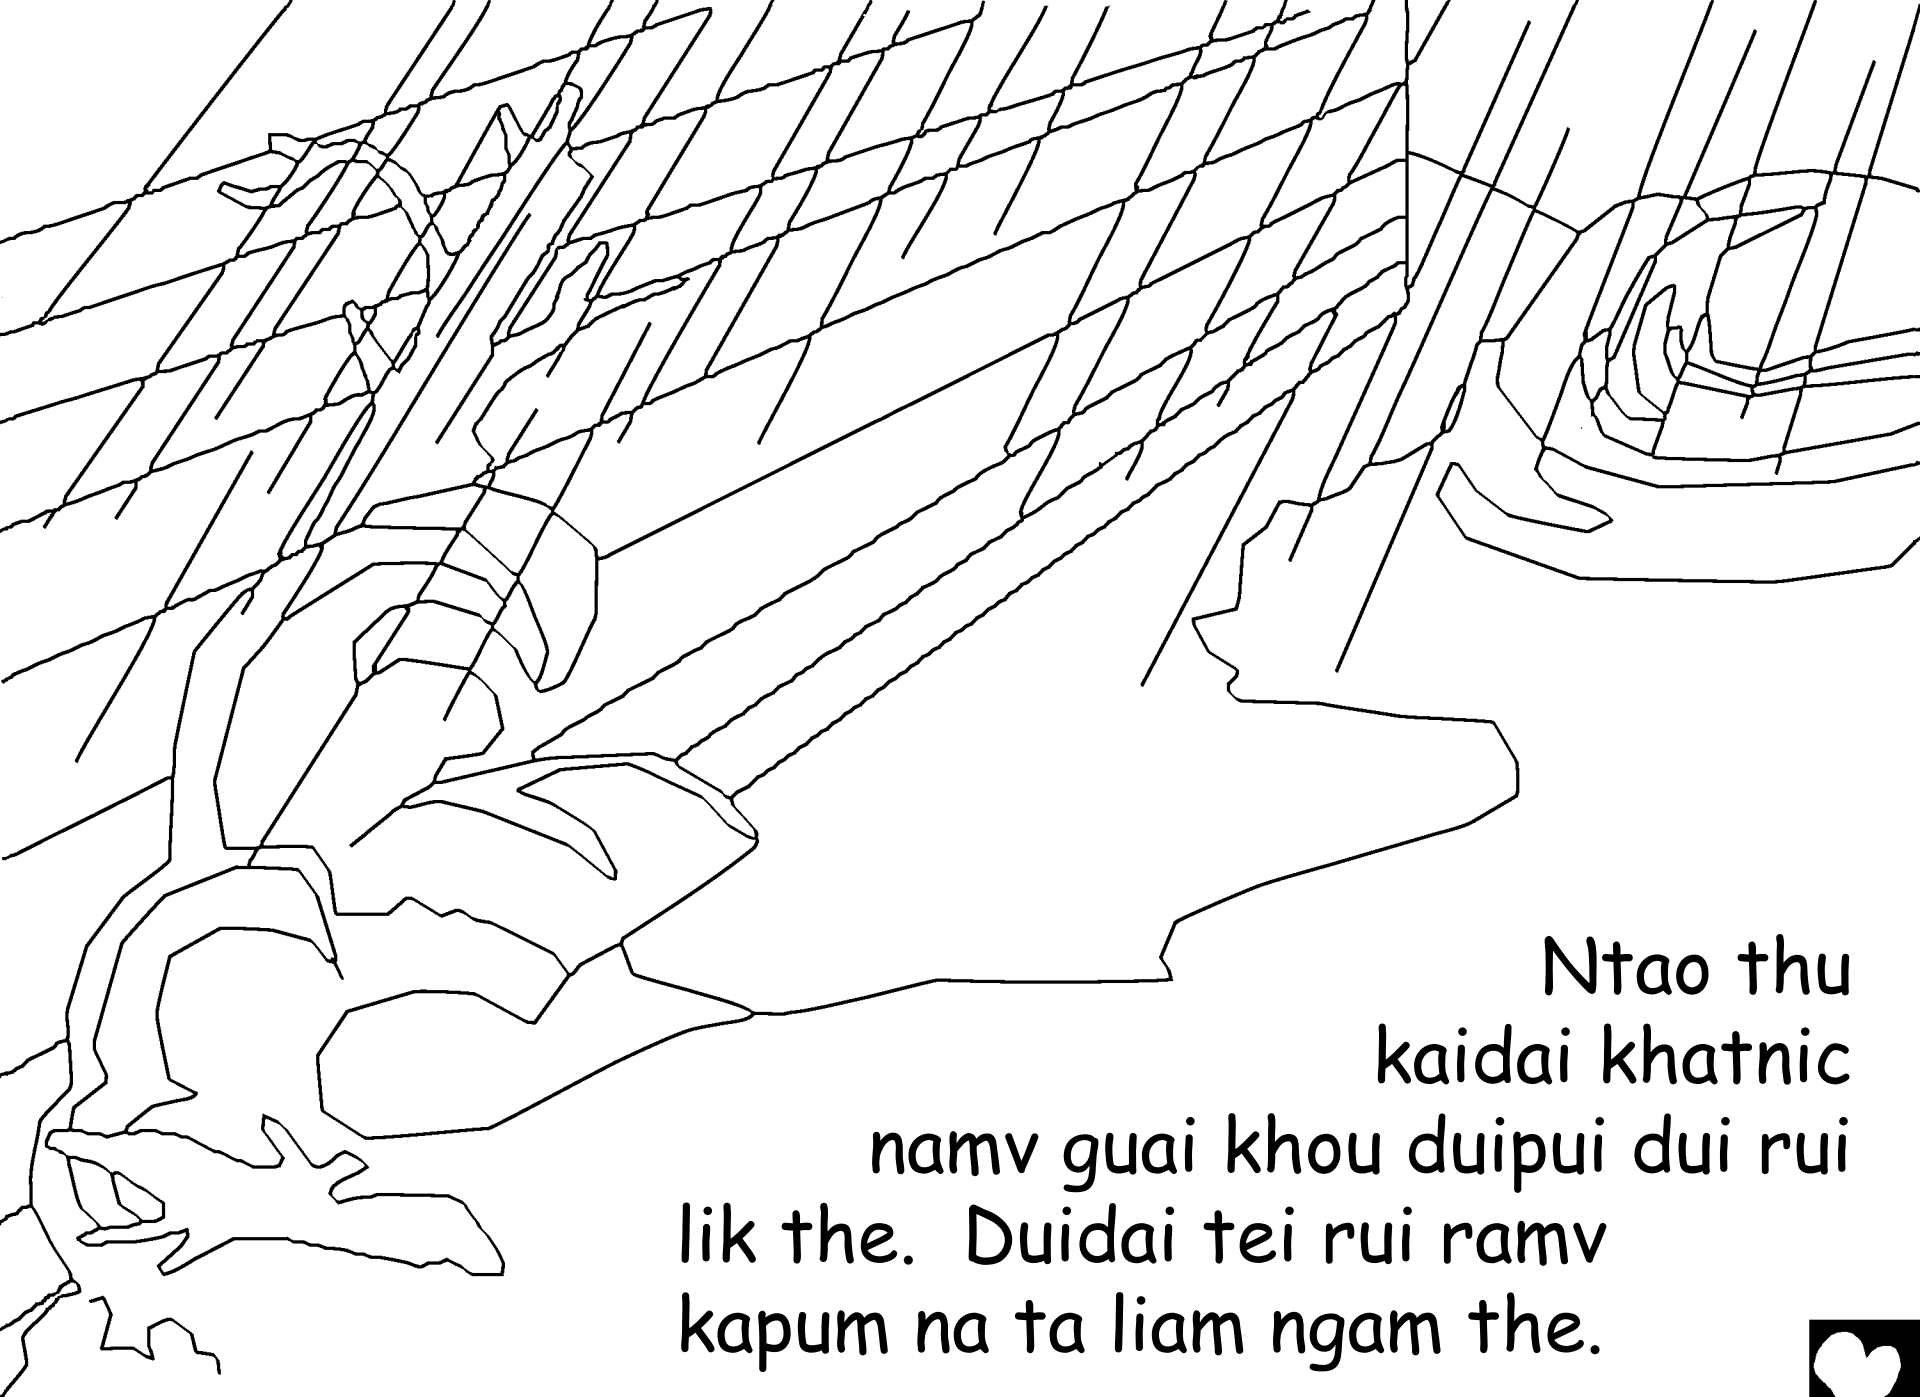 Ntao thu
kaidai khatnic
namv guai khou duipui dui rui
lik the. Duidai tei rui ramv
kapum na ta liam ngam the.